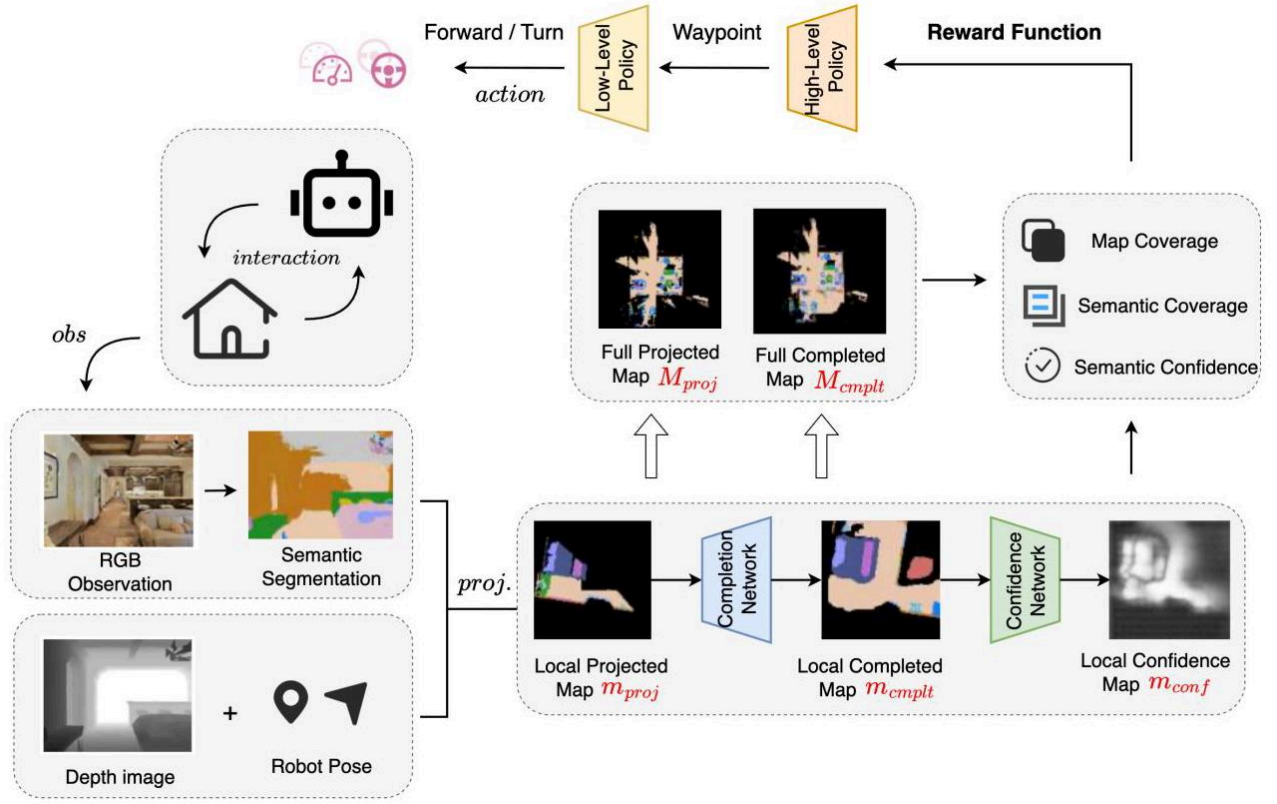 Forward / Turn
action
Low-Level
Policy
Waypoint
High-Level
Policy
Reward Function
interaction
obs
Full Projected
Map M_proj
Full Completed
Map M_cmplt
Map Coverage
Semantic Coverage
Semantic Confidence
RGB
Observation
Semantic
Segmentation
proj.
Depth image
+
Robot Pose
Local Projected
Map m_proj
Completion
Network
Local Completed
Map m_cmplt
Confidence
Network
Local Confidence
Map m_conf